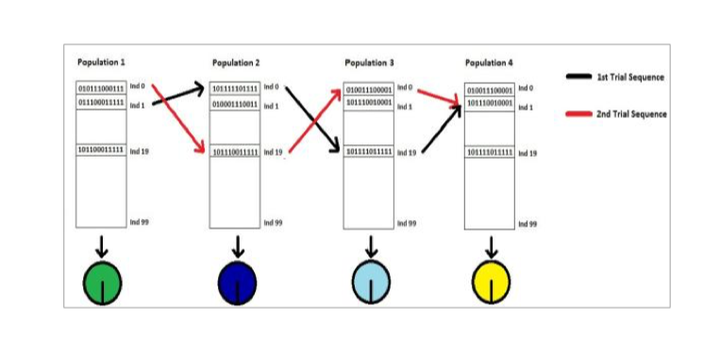 Population 1
Population 2
Population 3
Population 4
010111000111 Ind 0
011100011111 Ind 1
101100011111 Ind 19
Ind 99
101111101111 Ind 0
010001110011 Ind 1
101110011111 Ind 19
Ind 99
010011100001 Ind 0
101110010001 Ind 1
101111011111 Ind 19
Ind 99
010011100001 Ind 0
101110010001 Ind 1
101111011111 Ind 19
Ind 99
1st Trial Sequence
2nd Trial Sequence